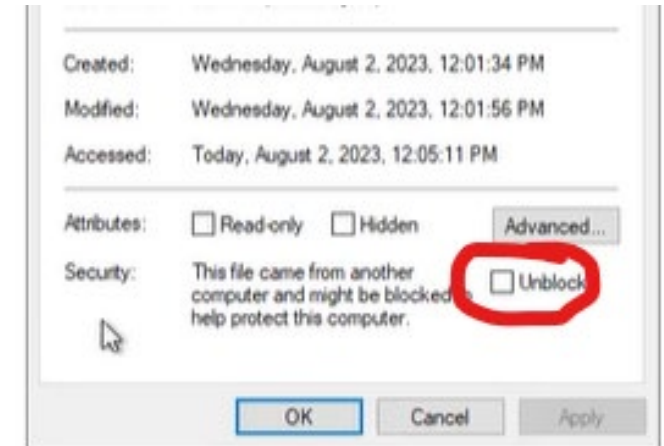 Created: Wednesday, August 2, 2023, 12:01:34 PM
Modified: Wednesday, August 2, 2023, 12:01:56 PM
Accessed: Today, August 2, 2023, 12:05:11 PM
Attributes: Read-only Hidden Advanced...
Security: This file came from another
computer and might be blocked to Unblock
help protect this computer.
OK Cancel Apply